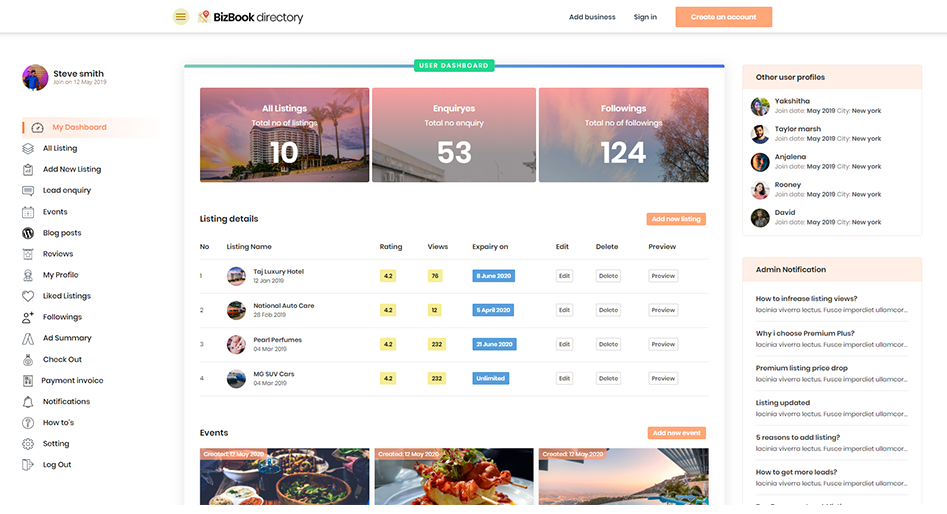 BizBook directory
Add business
Sign in
Create an account
Steve smith
Join on 12 May 2019
My Dashboard
All Listing
Add New Listing
Lead enquiry
Events
Blog posts
Reviews
My Profile
Liked Listings
Followings
Ad Summary
Check Out
Payment invoice
Notifications
How to's
Setting
Log Out
USER DASHBOARD
All Listings
Total no of listings
10
Enquiryes
Total no enquiry
53
Followings
Total no of followings
124
Listing details
Add new listing
No Listing Name Rating Views Expairy on Edit Delete Preview
1 Taj Luxury Hotel 4.2 76 8 June 2020 Edit Delete Preview
12 Jan 2019
2 National Auto Care 4.2 12 5 April 2020 Edit Delete Preview
28 Feb 2019
3 Pearl Perfumes 4.2 232 21 June 2020 Edit Delete Preview
04 Mar 2019
4 MG SUV Cars 4.2 232 Unlimited Edit Delete Preview
04 Mar 2019
Events
Add new event
Created: 12 May 2020
Created: 12 May 2020
Created: 12 May 2020
Other user profiles
Yakshitha
Join date: May 2019 City: New york
Taylor marsh
Join date: May 2019 City: New york
Anjalena
Join date: May 2019 City: New york
Rooney
Join date: May 2019 City: New york
David
Join date: May 2019 City: New york
Admin Notification
How to infrease listing views?
locinia viverra lectus. Fusce imperdiet ullamcor...
Why i choose Premium Plus?
locinia viverra lectus. Fusce imperdiet ullamcor...
Premium listing price drop
locinia viverra lectus. Fusce imperdiet ullamcor...
Listing updated
locinia viverra lectus. Fusce imperdiet ullamcor...
5 reasons to add listing?
locinia viverra lectus. Fusce imperdiet ullamcor...
How to get more leads?
locinia viverra lectus. Fusce imperdiet ullamcor...